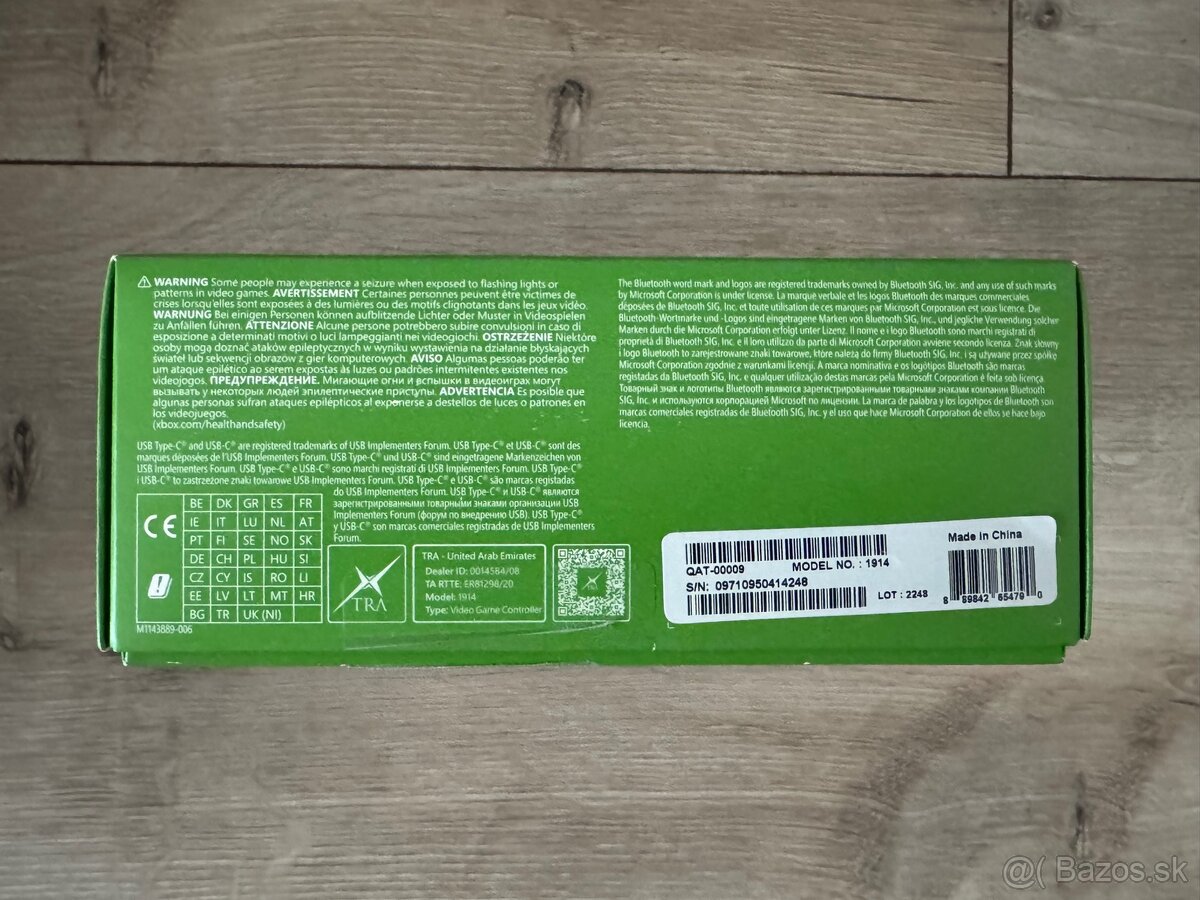 ⚠ WARNING Some people may experience a seizure when exposed to flashing lights or
patterns in video games. AVERTISSEMENT Certaines personnes peuvent être victimes de
crises lorsqu'elles sont exposées à des lumières ou des motifs clignotants dans les jeux vidéo.
WARNUNG Bei einigen Personen können aufblitzende Lichter oder Muster in Videospielen
zu Anfällen führen. ATTENZIONE Alcune persone potrebbero subire convulsioni in caso di
esposizione a determinati motivi o luci lampeggianti nei videogiochi. OSTRZEŻENIE Niektóre
osoby mogą doznać ataków epileptycznych w wyniku wystawienia na działanie błyskających
świateł lub sekwencji obrazów z gier komputerowych. AVISO Algumas pessoas poderão ter
um ataque epilético ao serem expostas às luzes ou padrões intermitentes existentes nos
videojogos. ПРЕДУПРЕЖДЕНИЕ. Мигающие огни и вспышки в видеоиграх могут
вызывать у некоторых людей эпилептические приступы. ADVERTENCIA Es posible que
algunas personas sufran ataques epilépticos al exponerse a destellos de luces o patrones en
los videojuegos.
(xbox.com/healthandsafety)
USB Type-C® and USB-C® are registered trademarks of USB Implementers Forum. USB Type-C® et USB-C® sont des
marques déposées de l'USB Implementers Forum. USB Type-C® und USB-C® sind eingetragene Markenzeichen von
USB Implementers Forum. USB Type-C® e USB-C® sono marchi registrati di USB Implementers Forum. USB Type-C®
i USB-C® to zastrzeżone znaki towarowe USB Implementers Forum. USB Type-C® e USB-C® são marcas registadas
do USB Implementers Forum. USB Type-C® и USB-C® являются
зарегистрированными товарными знаками организации USB
Implementers Forum (форум по внедрению USB). USB Type-C®
y USB-C® son marcas comerciales registradas de USB Implementers
Forum.
CE
BE DK GR ES FR
IE IT LU NL AT
PT FI SE NO SK
DE CH PL HU SI
CZ CY IS RO LI
EE LV LT MT HR
BG TR UK (NI)
M1143889-006
TRA
TRA - United Arab Emirates
Dealer ID: 0014584/08
TA RTTE: ER81298/20
Model: 1914
Type: Video Game Controller
The Bluetooth word mark and logos are registered trademarks owned by Bluetooth SIG, Inc. and any use of such marks
by Microsoft Corporation is under license. La marque verbale et les logos Bluetooth des marques commerciales
déposées de Bluetooth SIG, Inc. et toute utilisation de ces marques par Microsoft Corporation est sous licence. Die
Bluetooth-Wortmarke und -Logos sind eingetragene Marken von Bluetooth SIG, Inc., und jegliche Verwendung solcher
Marken durch die Microsoft Corporation erfolgt unter Lizenz. Il nome e i logo Bluetooth sono marchi registrati di
proprietà di Bluetooth SIG, Inc. e il loro utilizzo da parte di Microsoft Corporation avviene secondo licenza. Znak słowny
i logo Bluetooth to zarejestrowane znaki towarowe, które należą do firmy Bluetooth SIG, Inc. i są używane przez spółkę
Microsoft Corporation zgodnie z warunkami licencji. A marca nominativa e os logótipos Bluetooth são marcas
registadas da Bluetooth SIG, Inc. e qualquer utilização destas marcas pela Microsoft Corporation é feita sob licença.
Товарный знак и логотипы Bluetooth являются зарегистрированными товарными знаками компании Bluetooth
SIG, Inc. и используются корпорацией Microsoft по лицензии. La marca de palabra y los logotipos de Bluetooth son
marcas comerciales registradas de Bluetooth SIG, Inc. y el uso que hace Microsoft Corporation de ellos se hace bajo
licencia.
QAT-00009 MODEL NO. : 1914
S/N: 09710950414248
LOT : 2248
Made in China
8 89842 65479 0
@( Bazos.sk